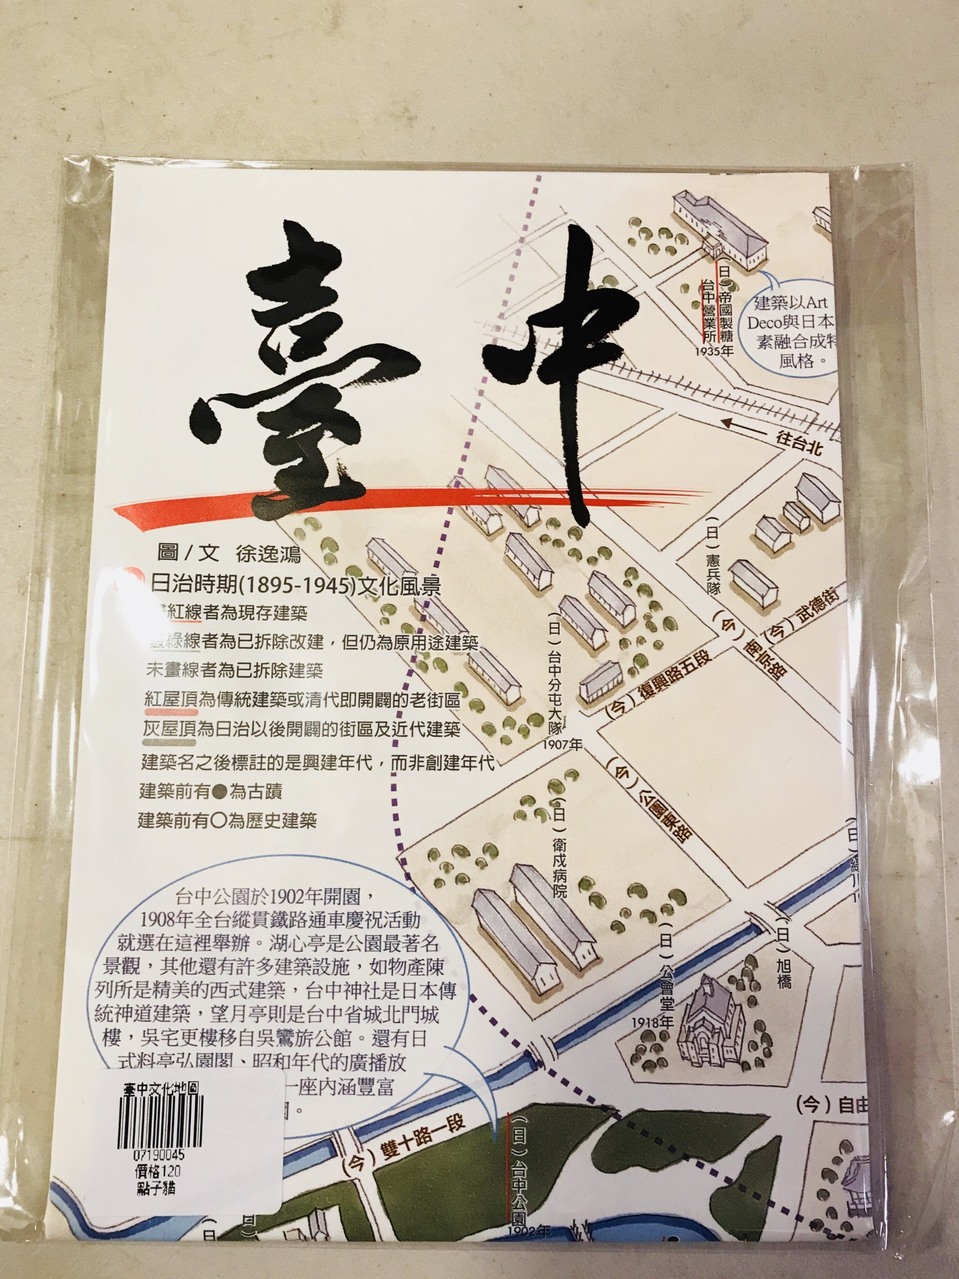 臺中
圖/文 徐逸鴻
日治時期(1895-1945)文化風景
紅線者為現存建築
綠線者為已拆除改建，但仍為原用途建築
未畫線者為已拆除建築
紅屋頂為傳統建築或清代即開闢的老街區
灰屋頂為日治以後開闢的街區及近代建築
建築名之後標註的是興建年代，而非創建年代
建築前有●為古蹟
建築前有○為歷史建築
台中公園於1902年開園，
1908年全台縱貫鐵路通車慶祝活動
就選在這裡舉辦。湖心亭是公園最著名
景觀，其他還有許多建築設施，如物產陳
列所是精美的西式建築，台中神社是日本傳
統神道建築，望月亭則是台中省城北門城
樓，吳宅更樓移自吳鸞旂公館。還有日
式料亭弘園閣、昭和年代的廣播放
一座內涵豐富
。
臺中文化地圖
07190045
價格120
點子貓
(日)帝國製糖
台中營業所
1935年
建築以Art
Deco與日本
素融合成特
風格。
往台北
(日)憲兵隊
(今)武德街
(今)南京路
(日)台中分屯大隊
1907年
(今)復興路五段
(今)公園東路
(日)衛戍病院
(日)公會堂
1918年
(日)旭橋
(日)
(今)自由
(今)雙十路一段
(日)台中公園
1902年
(日)
日)